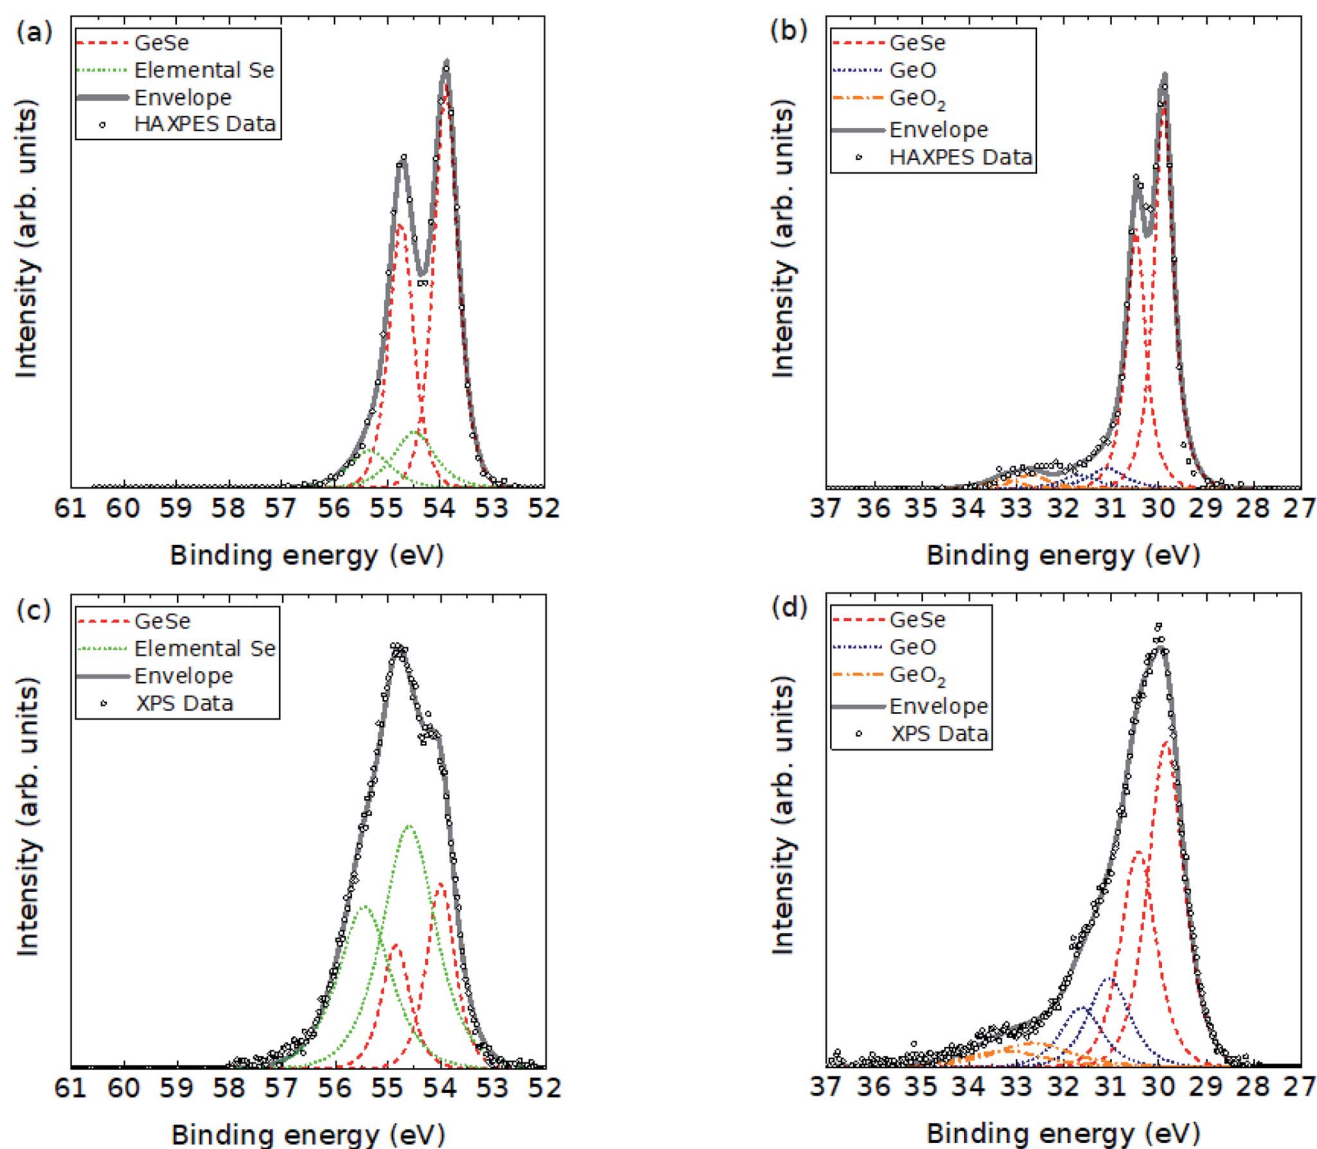 (a)
GeSe
Elemental Se
Envelope
HAXPES Data
Intensity (arb. units)
61 60 59 58 57 56 55 54 53 52
Binding energy (eV)
(b)
GeSe
GeO
GeO₂
Envelope
HAXPES Data
Intensity (arb. units)
37 36 35 34 33 32 31 30 29 28 27
Binding energy (eV)
(c)
GeSe
Elemental Se
Envelope
XPS Data
Intensity (arb. units)
61 60 59 58 57 56 55 54 53 52
Binding energy (eV)
(d)
GeSe
GeO
GeO₂
Envelope
XPS Data
Intensity (arb. units)
37 36 35 34 33 32 31 30 29 28 27
Binding energy (eV)